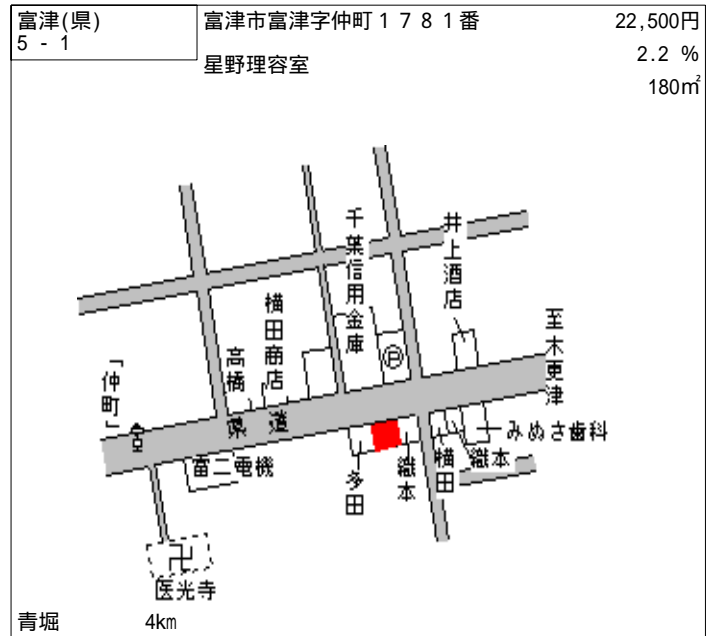 富津(県)
5 - 1
富津市富津字仲町１７８１番
22,500円
星野理容室
2.2 %
180㎡
千葉信用金庫
井上酒店
横田商店
高橋
至木更津
「仲町」
Ⓟ
県道
みぬさ歯科
富二電機
多田
織本
横田
織本
卍
医光寺
青堀
4km